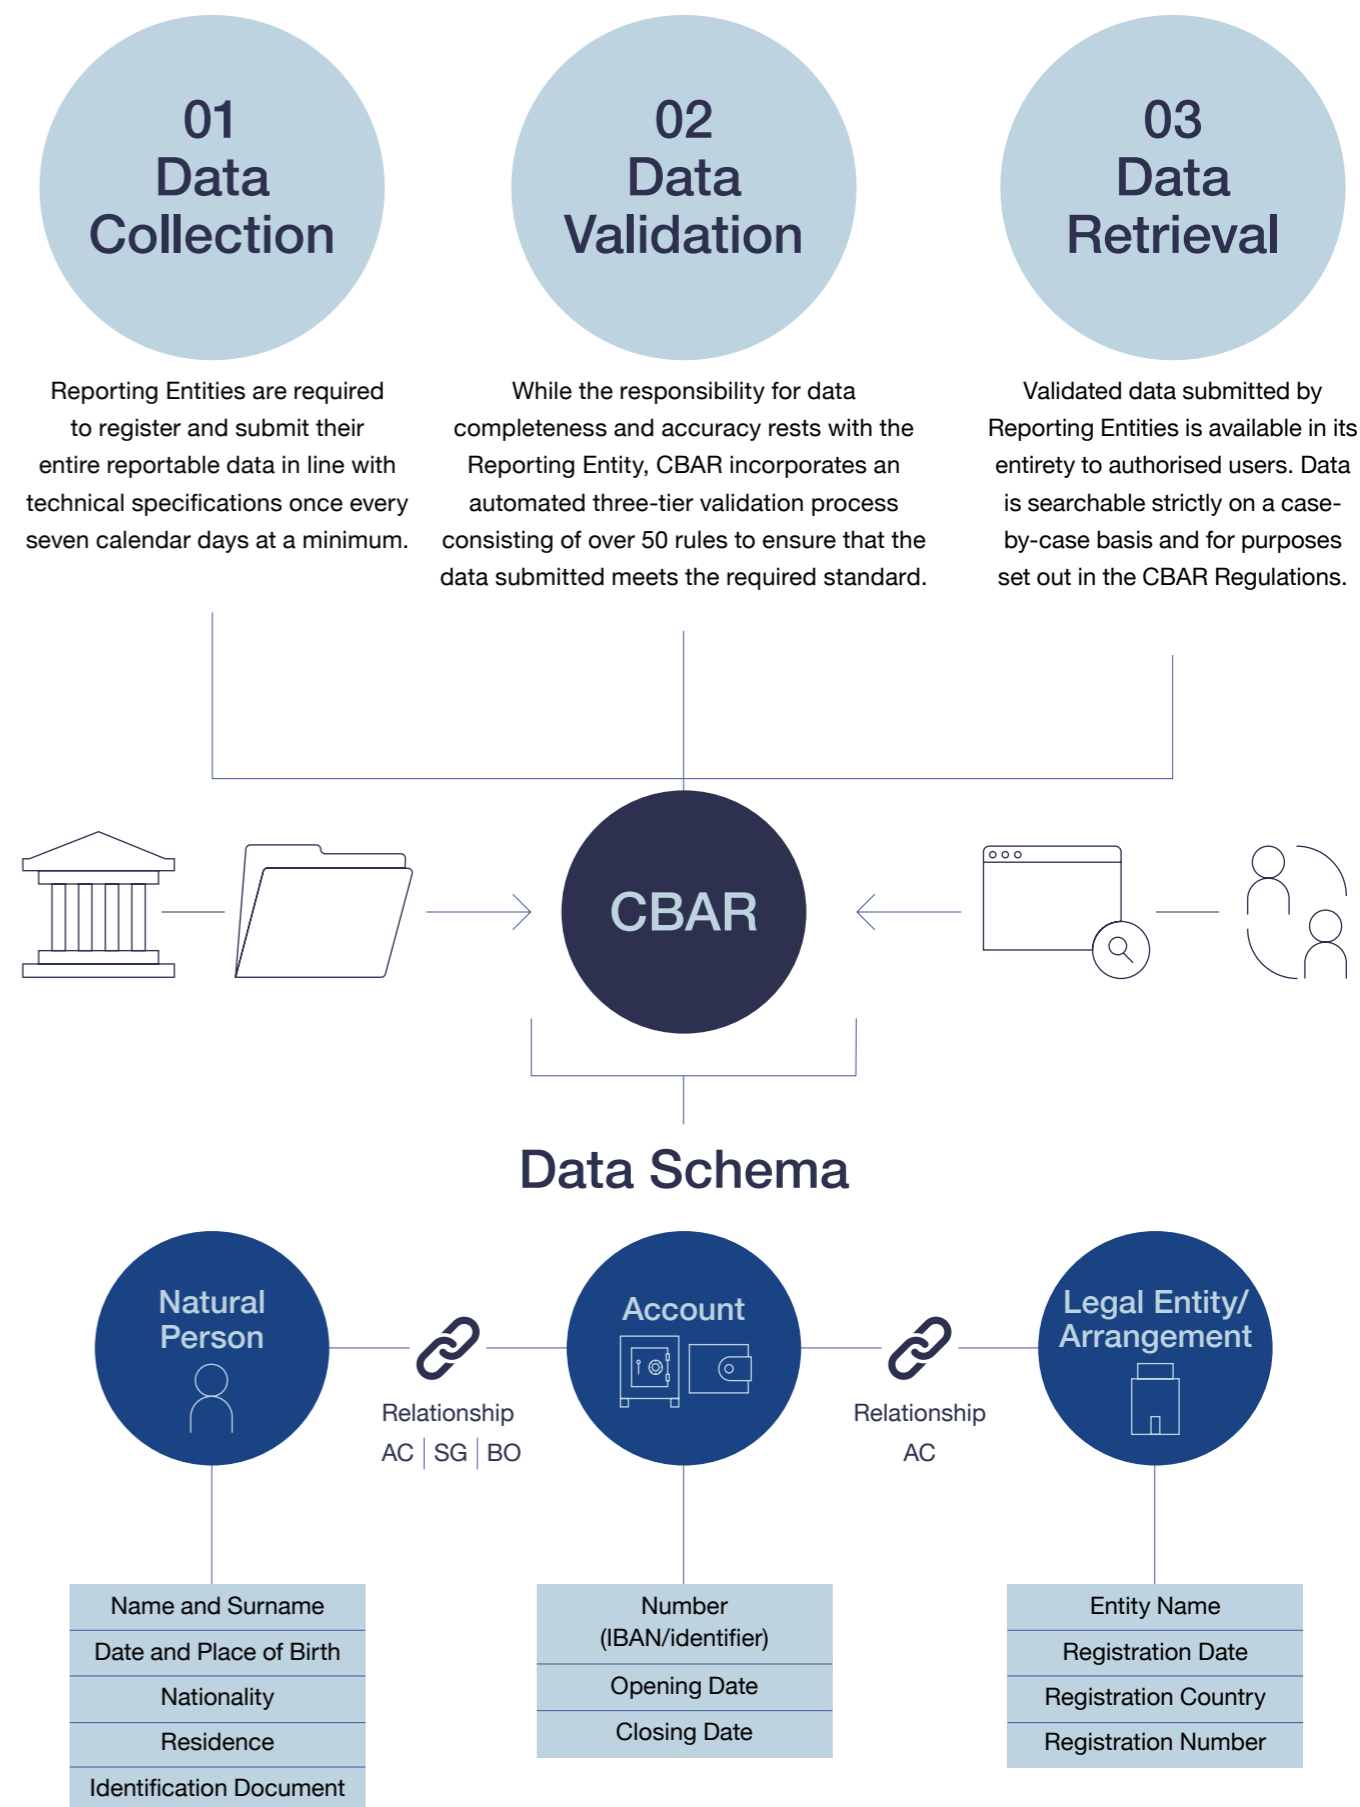 01
Data
Collection
Reporting Entities are required
to register and submit their
entire reportable data in line with
technical specifications once every
seven calendar days at a minimum.
02
Data
Validation
While the responsibility for data
completeness and accuracy rests with the
Reporting Entity, CBAR incorporates an
automated three-tier validation process
consisting of over 50 rules to ensure that the
data submitted meets the required standard.
03
Data
Retrieval
Validated data submitted by
Reporting Entities is available in its
entirety to authorised users. Data
is searchable strictly on a case-
by-case basis and for purposes
set out in the CBAR Regulations.
CBAR
Data Schema
Natural
Person
Relationship
AC | SG | BO
Account
Relationship
AC
Legal Entity/
Arrangement
Name and Surname
Date and Place of Birth
Nationality
Residence
Identification Document
Number
(IBAN/identifier)
Opening Date
Closing Date
Entity Name
Registration Date
Registration Country
Registration Number